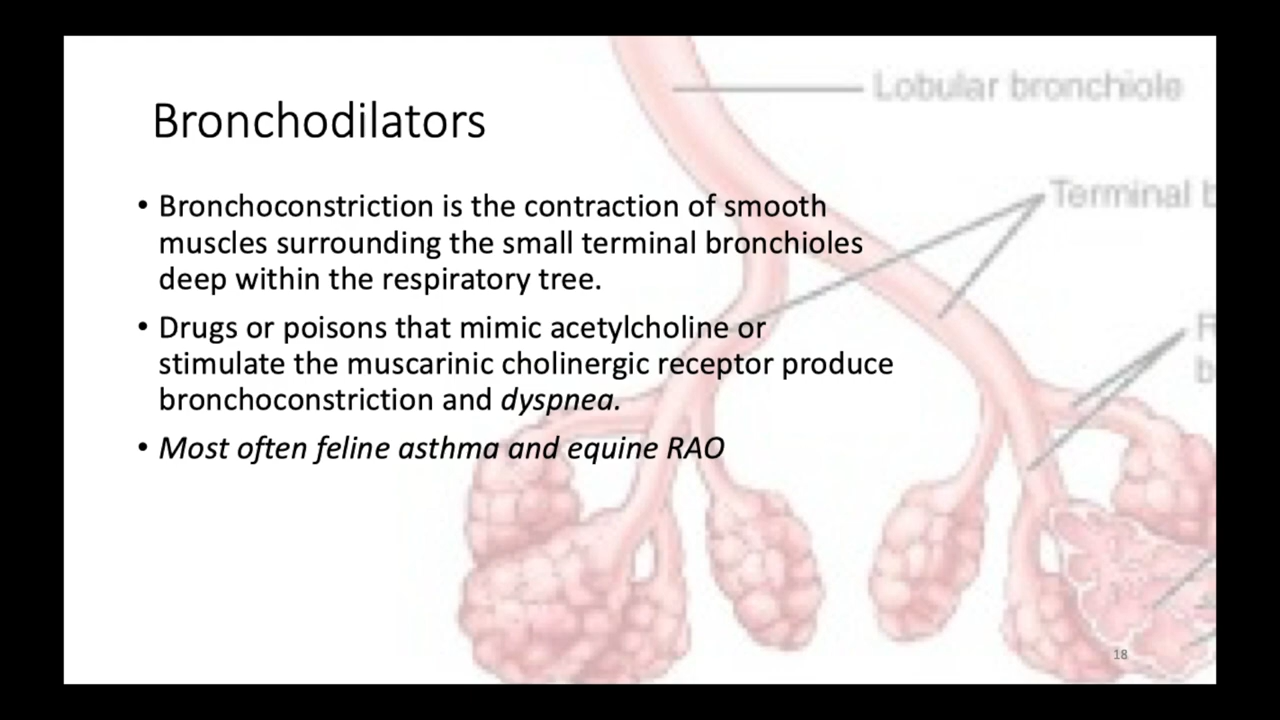 Lobular bronchiole
Bronchodilators
Terminal b
• Bronchoconstriction is the contraction of smooth
muscles surrounding the small terminal bronchioles
deep within the respiratory tree.
• Drugs or poisons that mimic acetylcholine or
stimulate the muscarinic cholinergic receptor produce
bronchoconstriction and dyspnea.
R
b
• Most often feline asthma and equine RAO
18